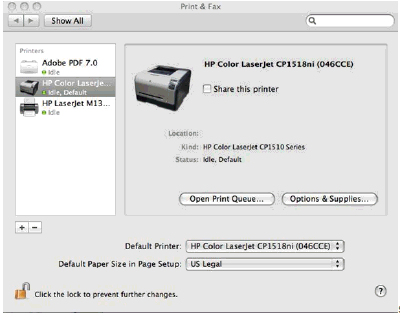 Print & Fax
Show All
Printers
Adobe PDF 7.0
Idle
HP Color Laserje...
Idle, Default
HP LaserJet M13...
Idle
HP Color LaserJet CP1518ni (046CCE)
Share this printer
Location:
Kind: HP Color LaserJet CP1510 Series
Status: Idle, Default
Open Print Queue... Options & Supplies...
+ −
Default Printer: HP Color LaserJet CP1518ni (046CCE)
Default Paper Size in Page Setup: US Legal
Click the lock to prevent further changes. ?